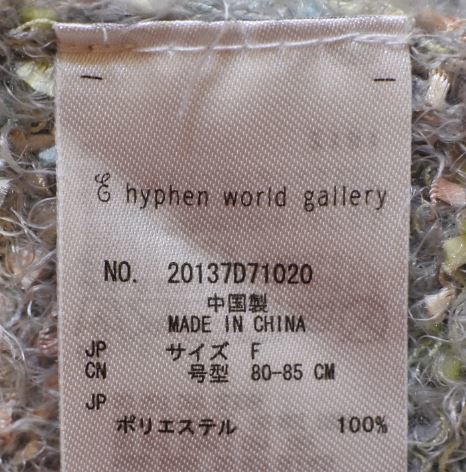 E hyphen world gallery
NO. 20137D71020
中国製
MADE IN CHINA
JP サイズ F
CN 号型 80-85 CM
JP
ポリエステル 100%